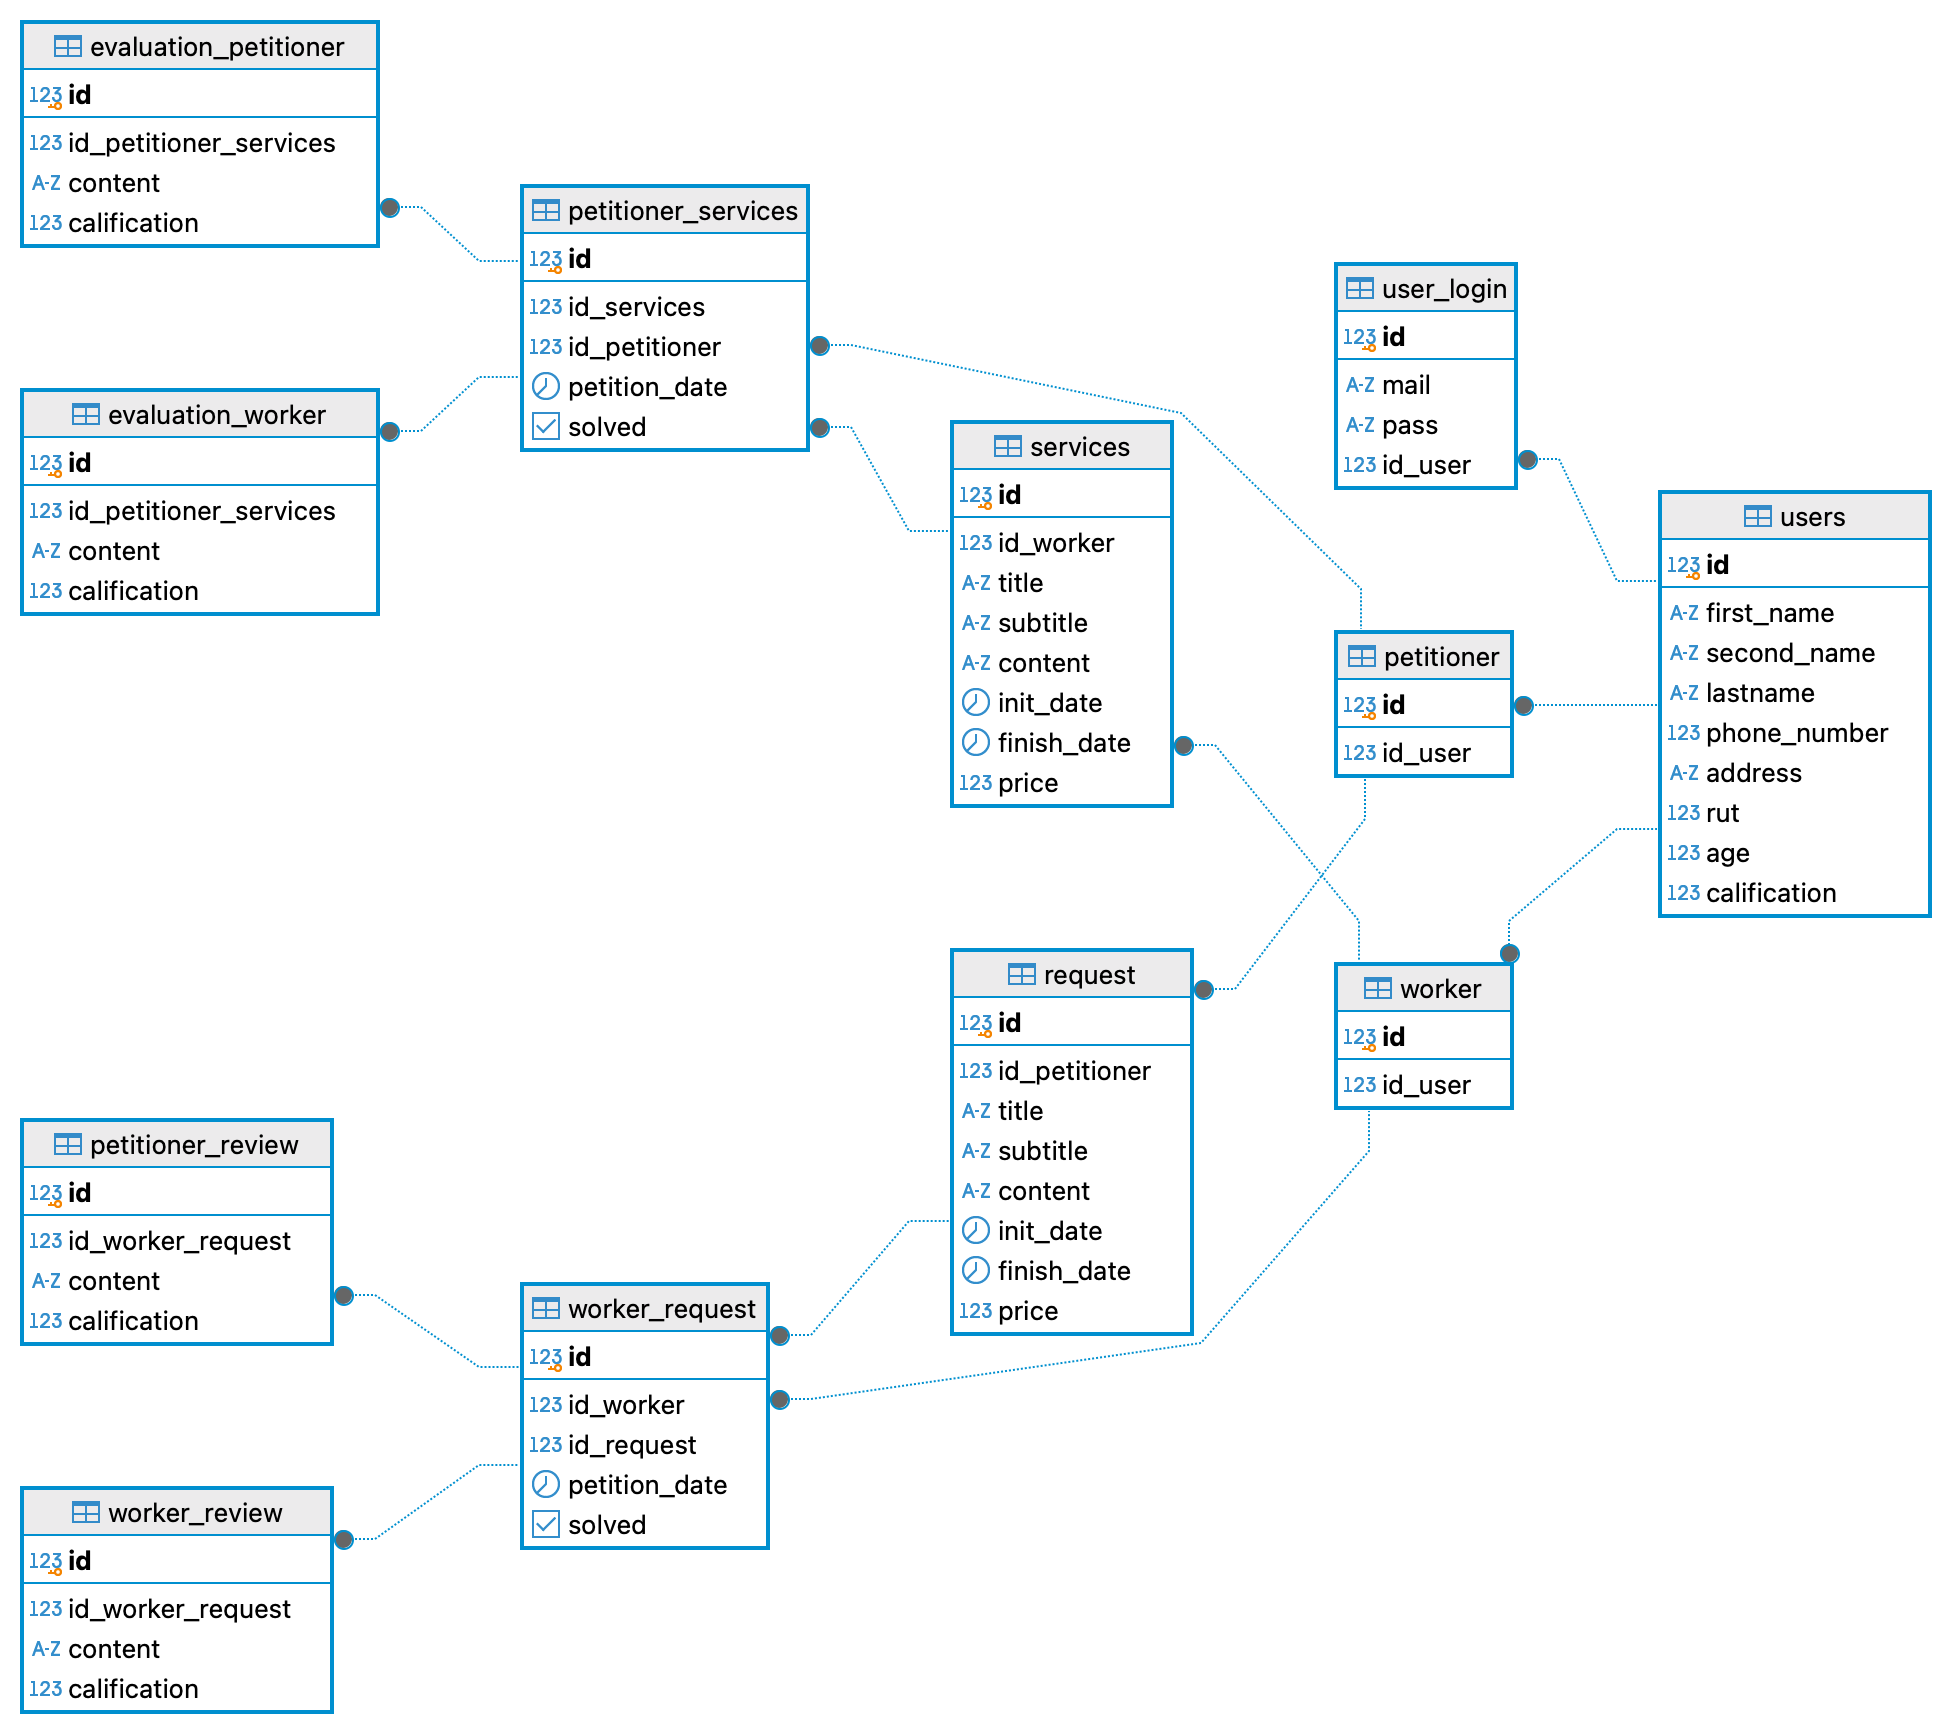 evaluation_petitioner
123 id
123 id_petitioner_services
A-Z content
123 calification
petitioner_services
123 id
123 id_services
123 id_petitioner
petition_date
solved
evaluation_worker
123 id
123 id_petitioner_services
A-Z content
123 calification
user_login
123 id
A-Z mail
A-Z pass
123 id_user
services
123 id
123 id_worker
A-Z title
A-Z subtitle
A-Z content
init_date
finish_date
123 price
users
123 id
A-Z first_name
A-Z second_name
A-Z lastname
123 phone_number
A-Z address
123 rut
123 age
123 calification
petitioner
123 id
123 id_user
request
123 id
123 id_petitioner
A-Z title
A-Z subtitle
A-Z content
init_date
finish_date
123 price
worker
123 id
123 id_user
petitioner_review
123 id
123 id_worker_request
A-Z content
123 calification
worker_request
123 id
123 id_worker
123 id_request
petition_date
solved
worker_review
123 id
123 id_worker_request
A-Z content
123 calification